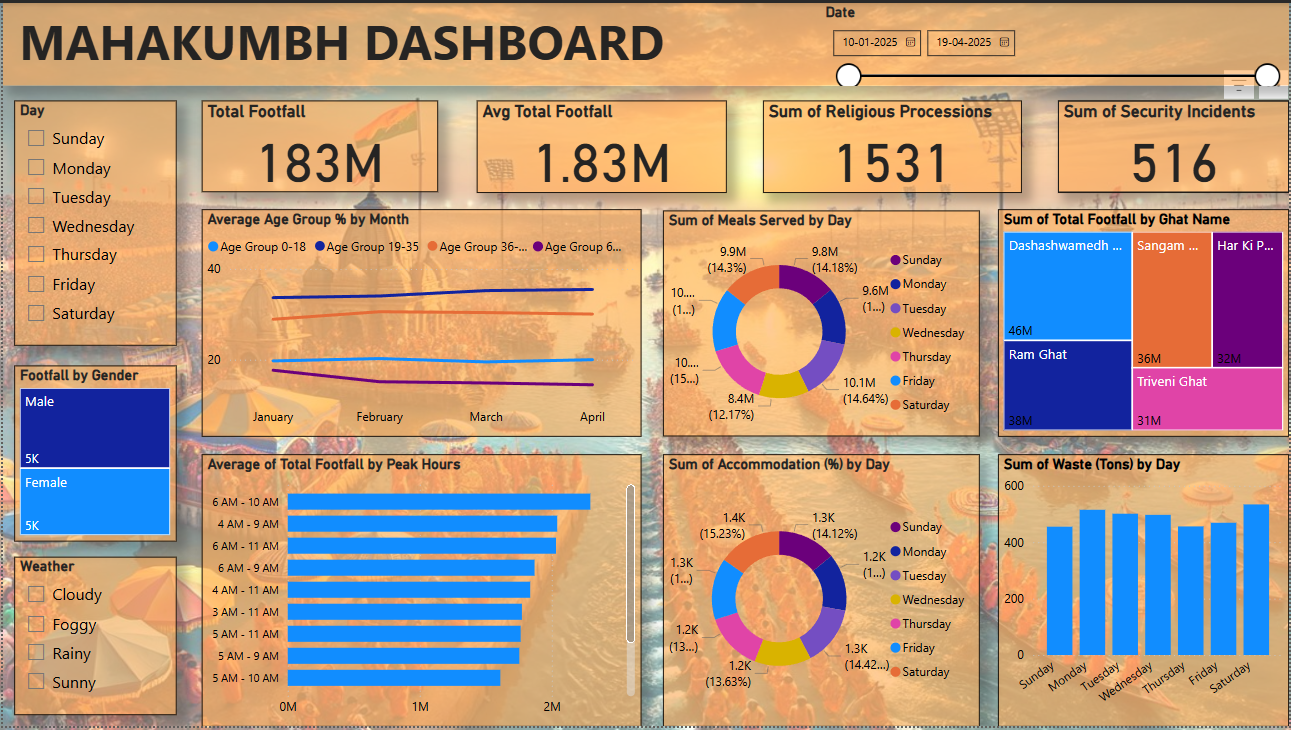 MAHAKUMBH DASHBOARD
Date
10-01-2025
19-04-2025
Day
Sunday
Monday
Tuesday
Wednesday
Thursday
Friday
Saturday
Total Footfall
183M
Avg Total Footfall
1.83M
Sum of Religious Processions
1531
Sum of Security Incidents
516
Footfall by Gender
Male
5K
Female
5K
Weather
Cloudy
Foggy
Rainy
Sunny
Average Age Group % by Month
Age Group 0-18 Age Group 19-35 Age Group 36-... Age Group 6...
40
20
January February March April
Sum of Meals Served by Day
9.9M
(14.3%)
9.8M
(14.18%)
9.6M
(1...)
10.1M
(14.64%)
8.4M
(12.17%)
10....
(15...)
10....
(1...)
Sunday
Monday
Tuesday
Wednesday
Thursday
Friday
Saturday
Sum of Total Footfall by Ghat Name
Dashashwamedh ...
46M
Ram Ghat
38M
Sangam ...
36M
Har Ki P...
32M
Triveni Ghat
31M
Average of Total Footfall by Peak Hours
6 AM - 10 AM
4 AM - 9 AM
6 AM - 11 AM
6 AM - 9 AM
4 AM - 11 AM
3 AM - 11 AM
5 AM - 11 AM
5 AM - 9 AM
5 AM - 10 AM
0M 1M 2M
Sum of Accommodation (%) by Day
1.4K
(15.23%)
1.3K
(14.12%)
1.2K
(1...)
1.3K
(14.42...)
1.2K
(13.63%)
1.2K
(13...)
1.3K
(1...)
Sunday
Monday
Tuesday
Wednesday
Thursday
Friday
Saturday
Sum of Waste (Tons) by Day
600
400
200
0
Sunday Monday Tuesday Wednesday Thursday Friday Saturday